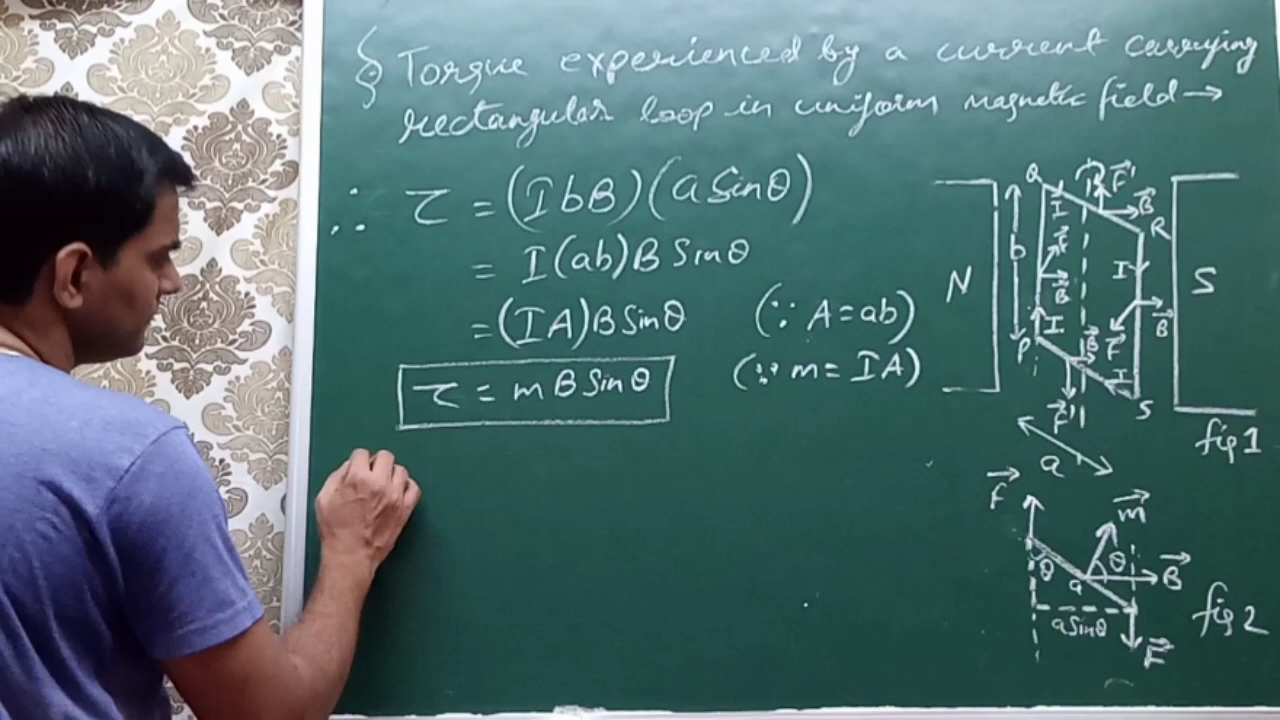 § Torque experienced by a current carrying
rectangular loop in uniform magnetic field →
∴ τ = (IbB)(a Sinθ)
= I(ab)B Sinθ
= (IA)B Sinθ (∵ A = ab)
τ = mB Sinθ (∵ m = IA)
Q I F⃗' B⃗ R
b F⃗ I
N B⃗ S
I B⃗
P B⃗ F⃗
I
F⃗' S
a fig 1
F⃗ m⃗
θ θ B⃗
a
a Sinθ fig 2
F⃗